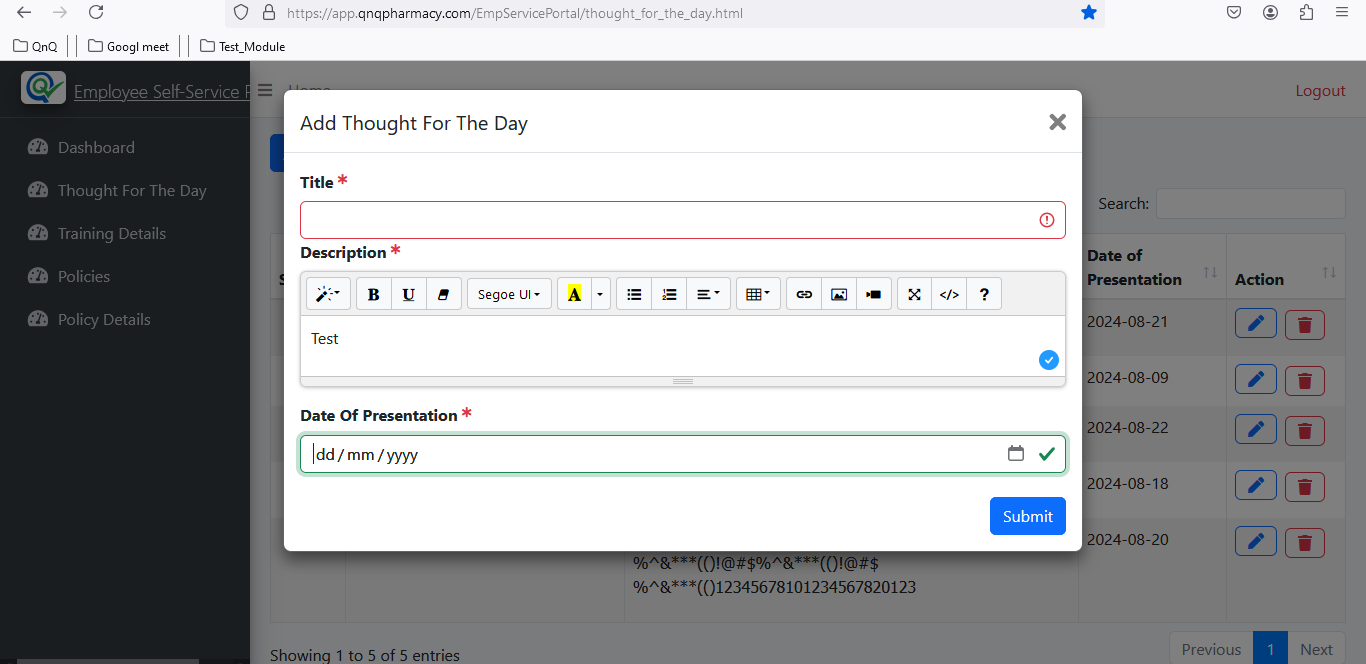 https://app.qnqpharmacy.com/EmpServicePortal/thought_for_the_day.html
QnQ
Googl meet
Test_Module
Employee Self-Service
Home
Logout
Dashboard
Thought For The Day
Training Details
Policies
Policy Details
Add Thought For The Day
Title *
Description *
B U Segoe UI A </> ?
Test
Date Of Presentation *
dd / mm / yyyy
Submit
Search:
Date of
Presentation
Action
2024-08-21
2024-08-09
2024-08-22
2024-08-18
2024-08-20
%^&***(()!@#$%^&***(()!@#$
%^&***(()12345678101234567820123
Showing 1 to 5 of 5 entries
Previous 1 Next